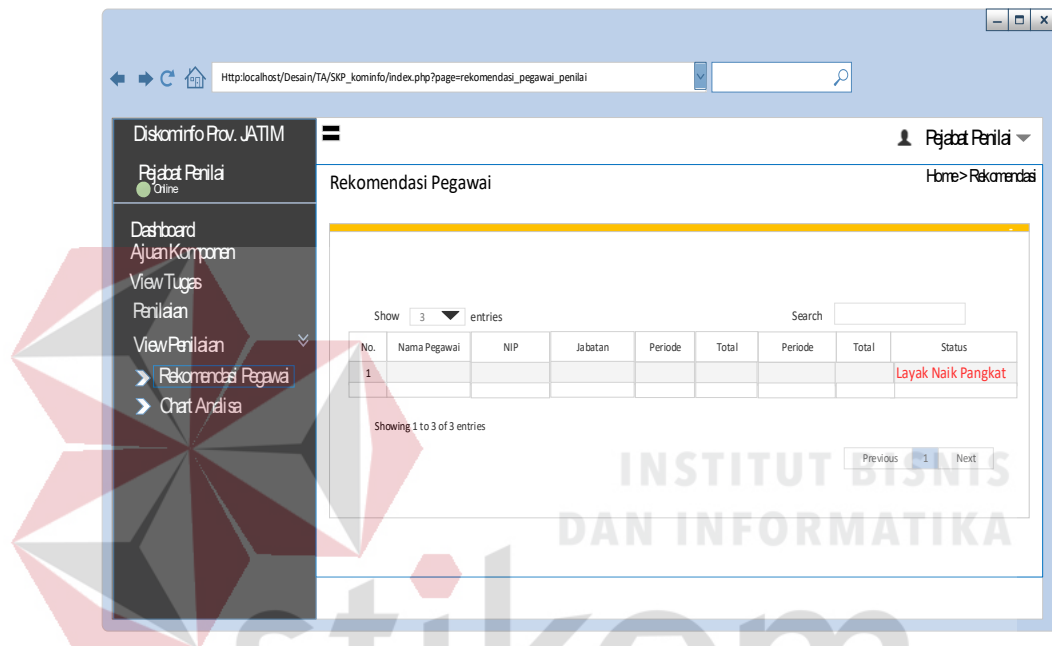 Http:localhost/Desain/TA/SKP_kominfo/index.php?page=rekomendasi_pegawai_penilai
Diskominfo Prov. JATIM
Pejabat Penilai
Pejabat Penilai
Online
Rekomendasi Pegawai
Home > Rekomendasi
Dashboard
Ajuan Komponen
View Tugas
Penilaian
View Penilaian
Rekomendasi Pegawai
Chart Analisa
Show 3 entries
Search
No. Nama Pegawai NIP Jabatan Periode Total Periode Total Status
1 Layak Naik Pangkat
Showing 1 to 3 of 3 entries
Previous 1 Next
INSTITUT BISNIS
DAN INFORMATIKA
stikom